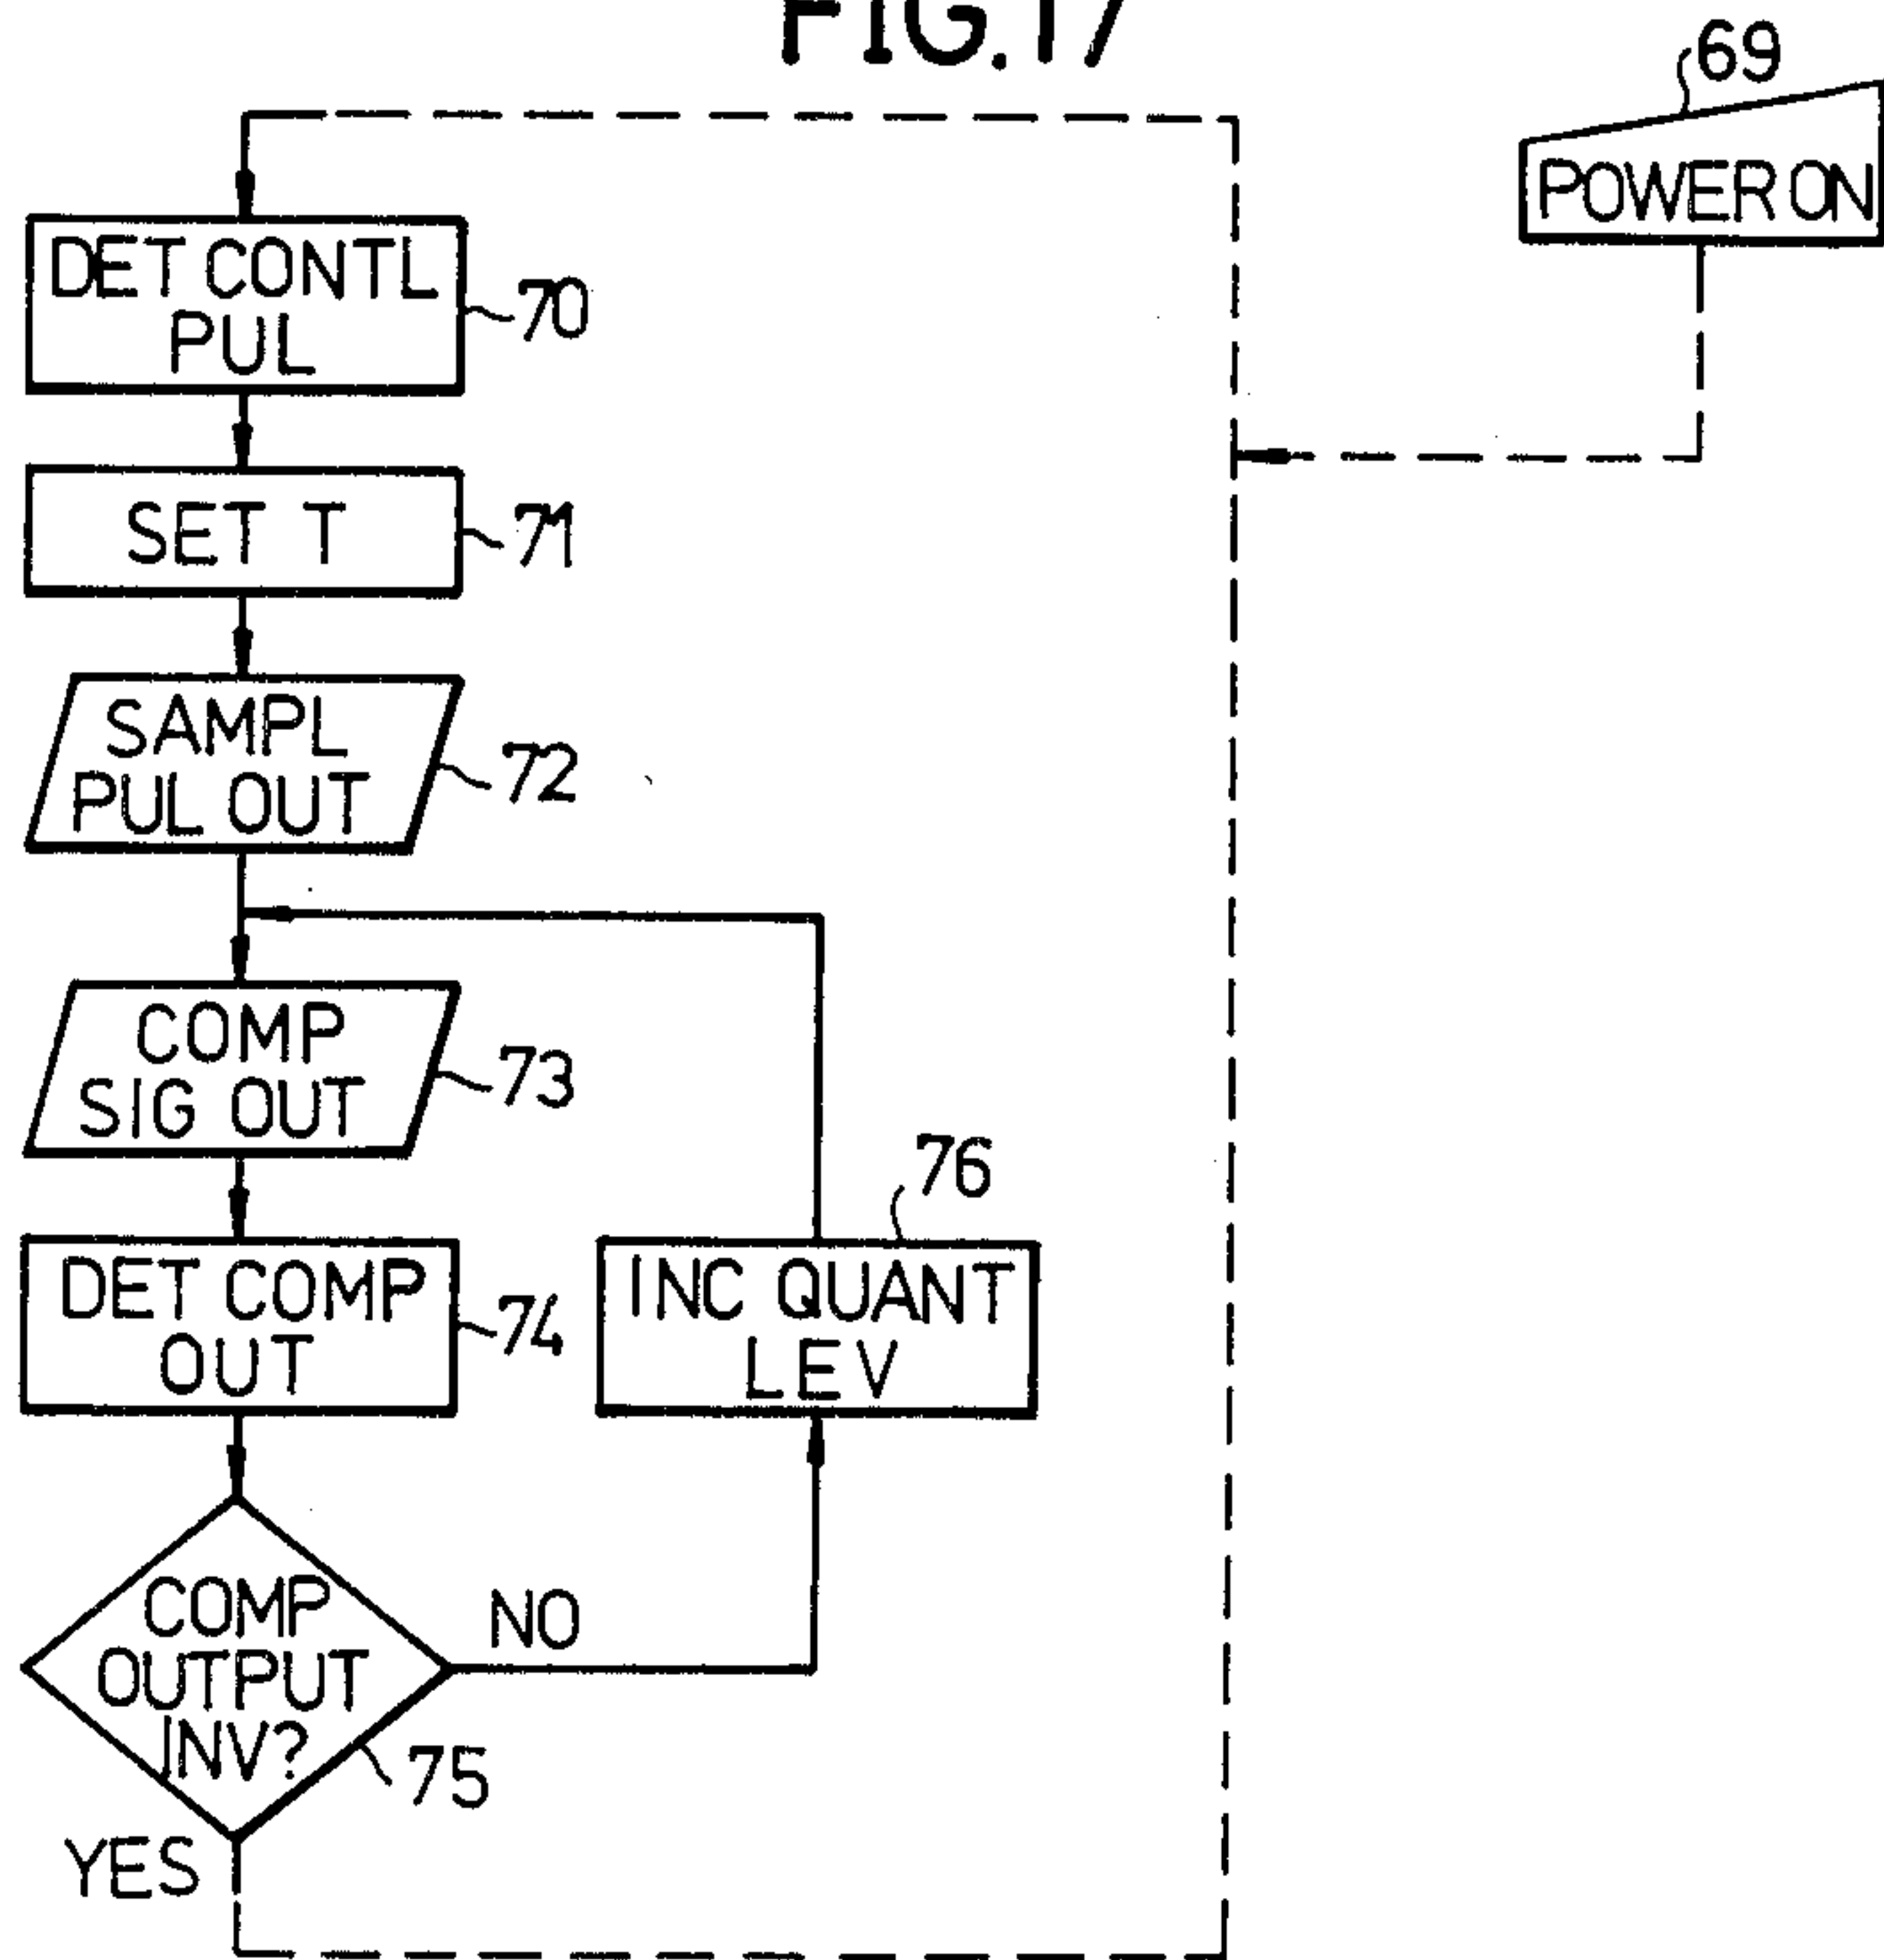 FIG.17
69
POWER ON
DET CONTL
PUL
70
SET T
71
SAMPL
PUL OUT
72
COMP
SIG OUT
73
76
DET COMP
OUT
74
INC QUANT
LEV
COMP
OUTPUT
INV?
NO
75
YES